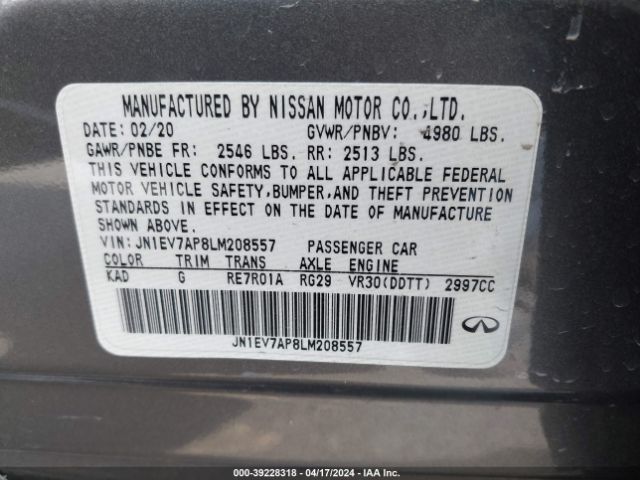 MANUFACTURED BY NISSAN MOTOR CO.,LTD.
DATE: 02/20 GVWR/PNBV: 4980 LBS.
GAWR/PNBE FR: 2546 LBS. RR: 2513 LBS.
THIS VEHICLE CONFORMS TO ALL APPLICABLE FEDERAL
MOTOR VEHICLE SAFETY,BUMPER,AND THEFT PREVENTION
STANDARDS IN EFFECT ON THE DATE OF MANUFACTURE
SHOWN ABOVE.
VIN: JN1EV7AP8LM208557 PASSENGER CAR
COLOR TRIM TRANS AXLE ENGINE
KAD G RE7R01A RG29 VR30(DDTT) 2997CC
JN1EV7AP8LM208557
000-39228318 - 04/17/2024 - IAA Inc.